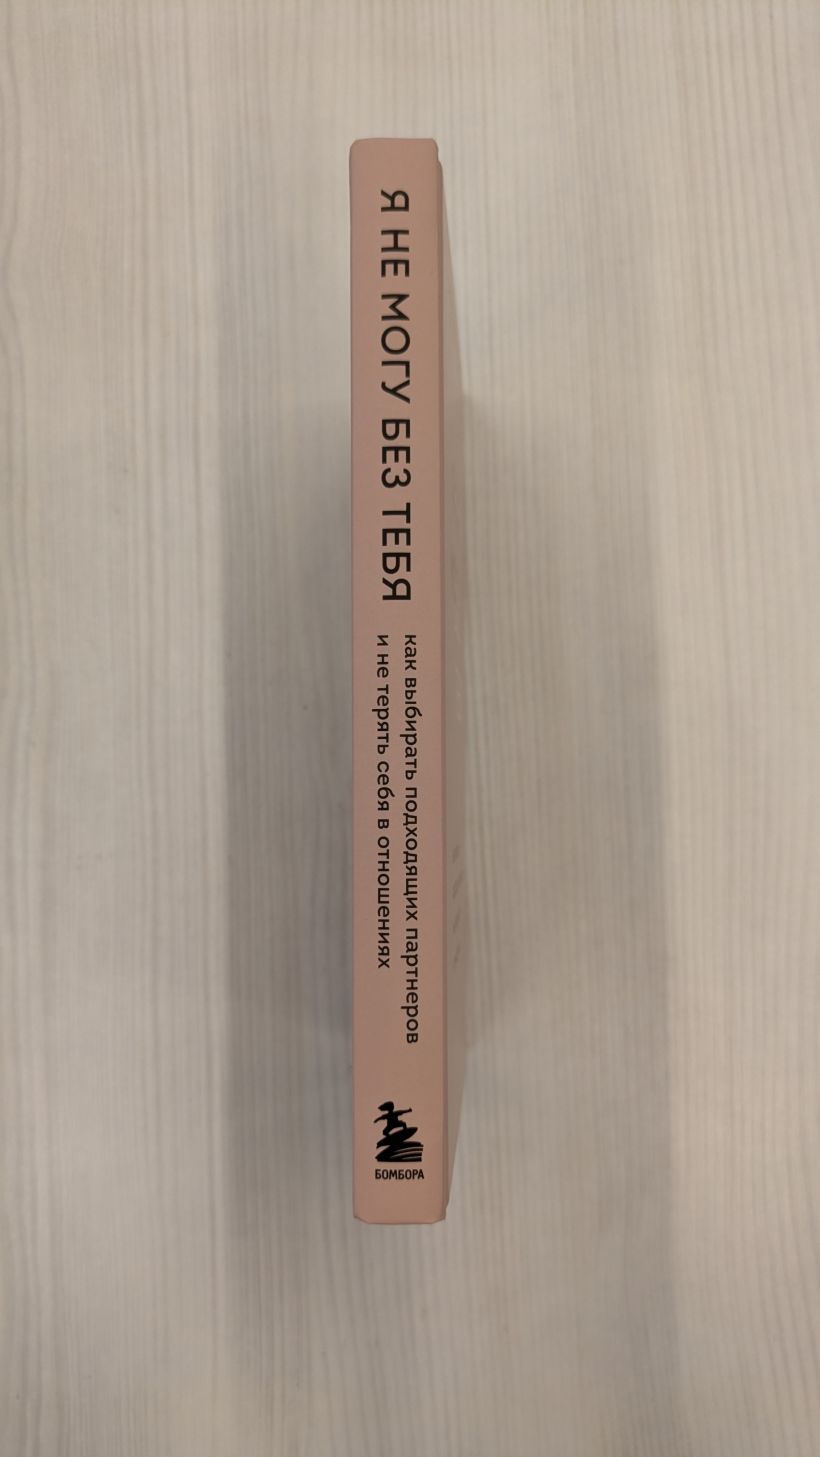 Я НЕ МОГУ БЕЗ ТЕБЯ
как выбирать подходящих партнеров
и не терять себя в отношениях
БОМБОРА